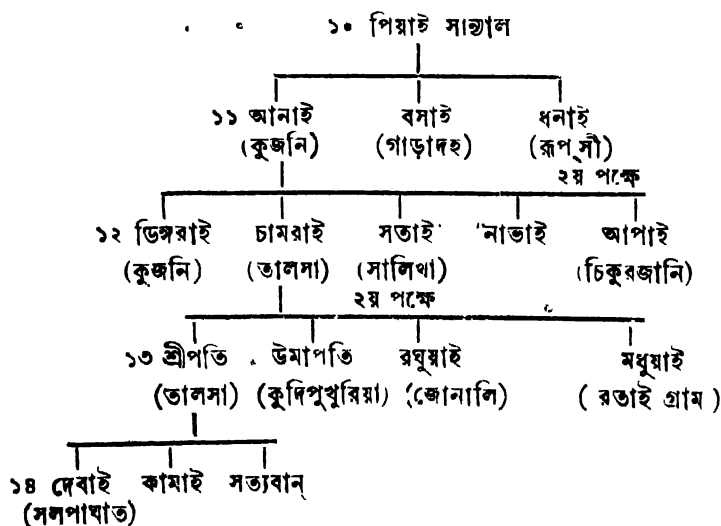 ১০ পিয়াই সান্যাল
১১ আনাই বসাই ধনাই
(কুজনি) (গাড়াদহ) (রূপসী)
২য় পক্ষে
১২ ডিঙ্গরাই চামরাই সতাই নাভাই আপাই
(কুজনি) (তালসা) (সালিখা) (চিকুরজানি)
২য় পক্ষে
১৩ শ্রীপতি উমাপতি রঘুয়াই মধুয়াই
(তালসা) (কুদিপুখুরিয়া) (জোনালি) (রতাই গ্রাম)
১৪ দেবাই কামাই সত্যবান্
(সলপাঘাত)